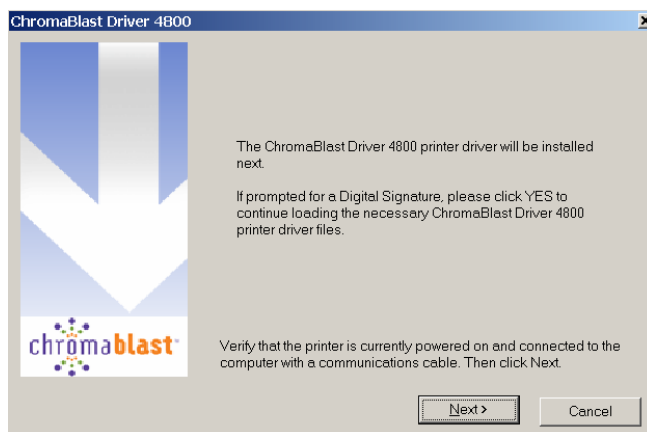 ChromaBlast Driver 4800
The ChromaBlast Driver 4800 printer driver will be installed
next.
If prompted for a Digital Signature, please click YES to
continue loading the necessary ChromaBlast Driver 4800
printer driver files.
chromablast
Verify that the printer is currently powered on and connected to the
computer with a communications cable. Then click Next.
Next >
Cancel